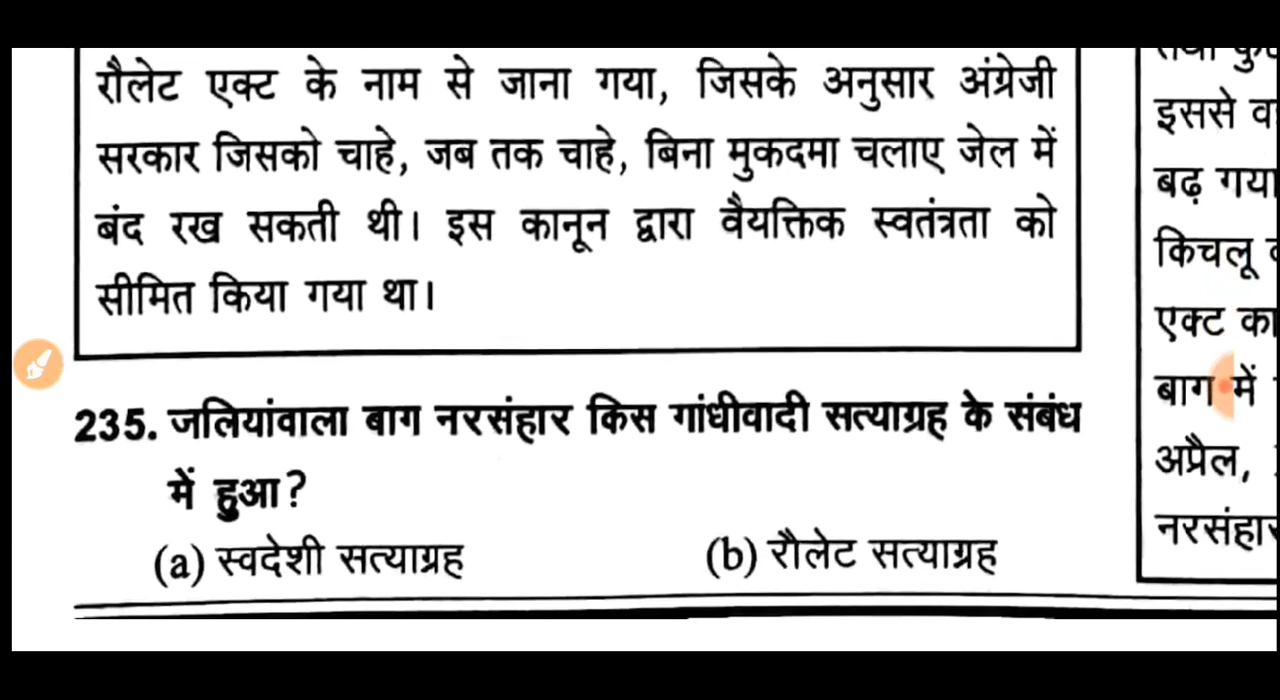 रौलेट एक्ट के नाम से जाना गया, जिसके अनुसार अंग्रेजी
सरकार जिसको चाहे, जब तक चाहे, बिना मुकदमा चलाए जेल में
बंद रख सकती थी। इस कानून द्वारा वैयक्तिक स्वतंत्रता को
सीमित किया गया था।
235. जलियांवाला बाग नरसंहार किस गांधीवादी सत्याग्रह के संबंध
में हुआ?
(a) स्वदेशी सत्याग्रह (b) रौलेट सत्याग्रह
इससे
बढ़ गया
किचलू
एक्ट का
बाग में
अप्रैल,
नरसंहार